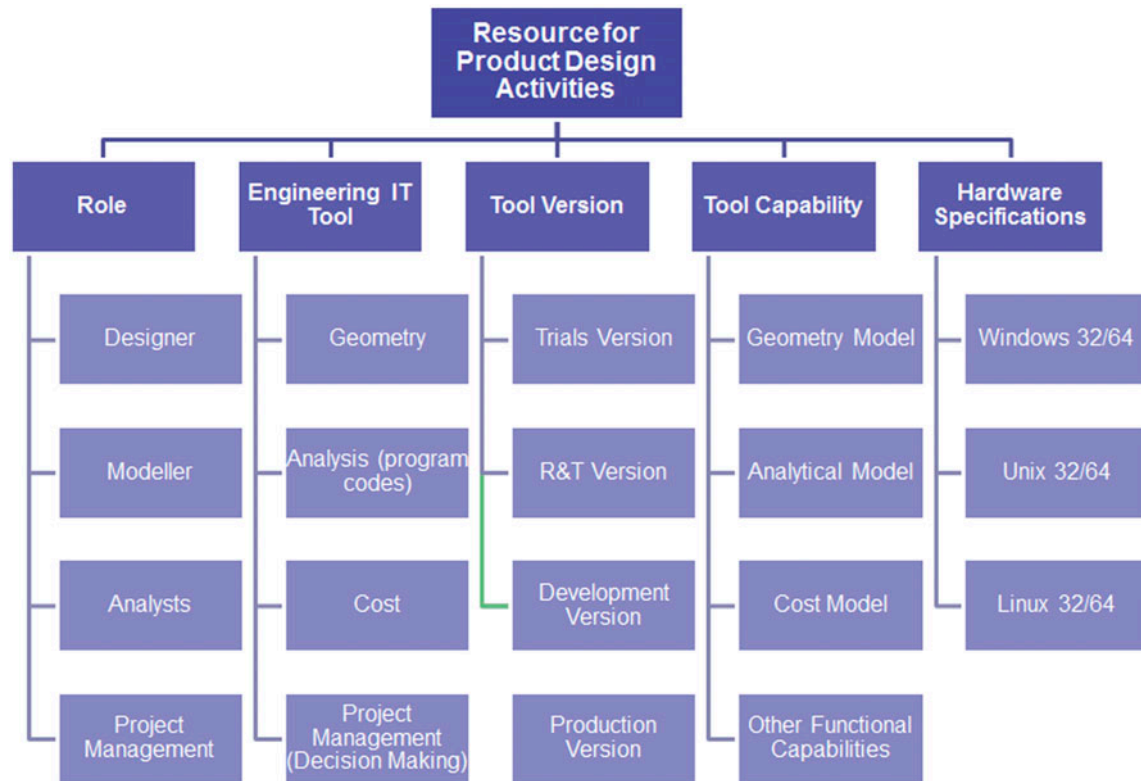 Resource for
Product Design
Activities
Role
Engineering IT
Tool
Tool Version
Tool Capability
Hardware
Specifications
Designer
Geometry
Trials Version
Geometry Model
Windows 32/64
Modeller
Analysis (program
codes)
R&T Version
Analytical Model
Unix 32/64
Analysts
Cost
Development
Version
Cost Model
Linux 32/64
Project
Management
Project
Management
(Decision Making)
Production
Version
Other Functional
Capabilities